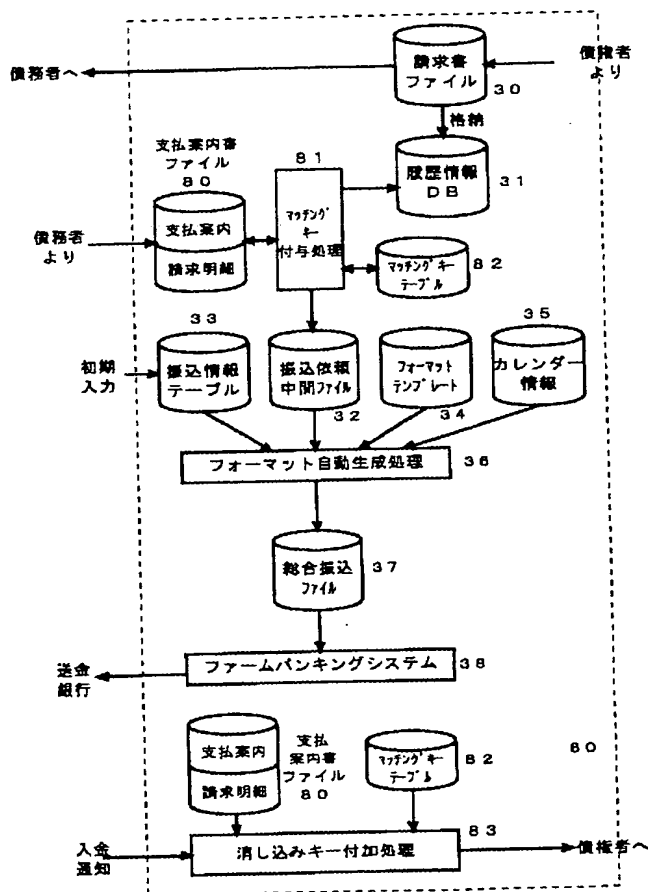 債務者へ
請求書
ファイル
30
債権者
より
格納
支払案内書
ファイル
80
81
履歴情報
DB
31
支払案内
請求明細
債務者
より
ﾏｯﾁﾝｸﾞ
ｷｰ
付与処理
ﾏｯﾁﾝｸﾞｷｰ
ﾃｰﾌﾞﾙ
82
33
35
初期
入力
振込情報
テーブル
振込依頼
中間ﾌｧｲﾙ
32
ﾌｫｰﾏｯﾄ
ﾃﾝﾌﾟﾚｰﾄ
34
カレンダー
情報
フォーマット自動生成処理
36
総合振込
ﾌｧｲﾙ
37
送金
銀行
ファームバンキングシステム
38
支払案内
請求明細
支払
案内書
ファイル
80
ﾏｯﾁﾝｸﾞｷｰ
ﾃｰﾌﾞﾙ
82
60
83
入金
通知
消し込みキー付加処理
債権者へ